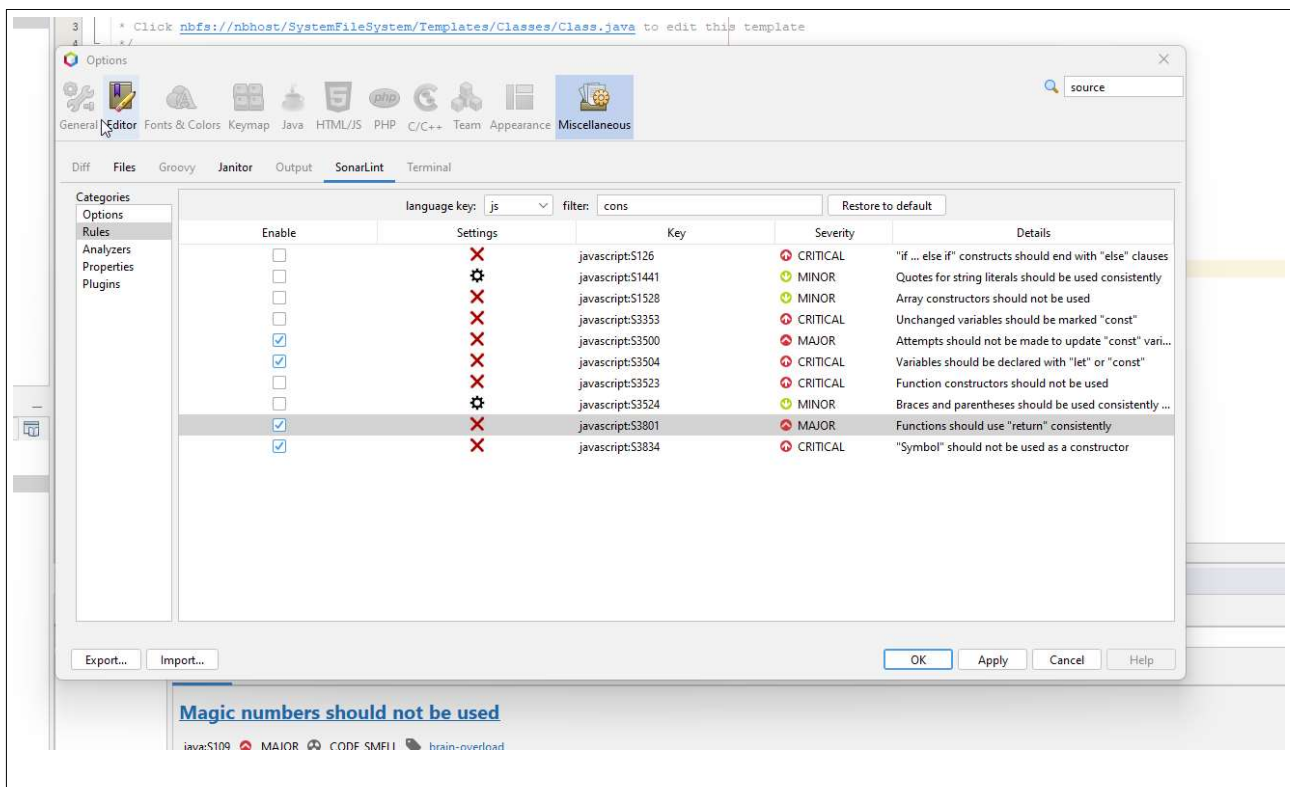 3 * Click nbfs://nbhost/SystemFileSystem/Templates/Classes/Class.java to edit this template
4 */
Options
source
General Editor Fonts & Colors Keymap Java HTML/JS PHP C/C++ Team Appearance Miscellaneous
Diff Files Groovy Janitor Output SonarLint Terminal
Categories
Options
Rules
Analyzers
Properties
Plugins
language key: js filter: cons Restore to default
Enable Settings Key Severity Details
javascript:S126 CRITICAL "if ... else if" constructs should end with "else" clauses
javascript:S1441 MINOR Quotes for string literals should be used consistently
javascript:S1528 MINOR Array constructors should not be used
javascript:S3353 CRITICAL Unchanged variables should be marked "const"
javascript:S3500 MAJOR Attempts should not be made to update "const" vari...
javascript:S3504 CRITICAL Variables should be declared with "let" or "const"
javascript:S3523 CRITICAL Function constructors should not be used
javascript:S3524 MINOR Braces and parentheses should be used consistently ...
javascript:S3801 MAJOR Functions should use "return" consistently
javascript:S3834 CRITICAL "Symbol" should not be used as a constructor
Export... Import... OK Apply Cancel Help
Magic numbers should not be used
java:S109 MAJOR CODE SMELL brain-overload